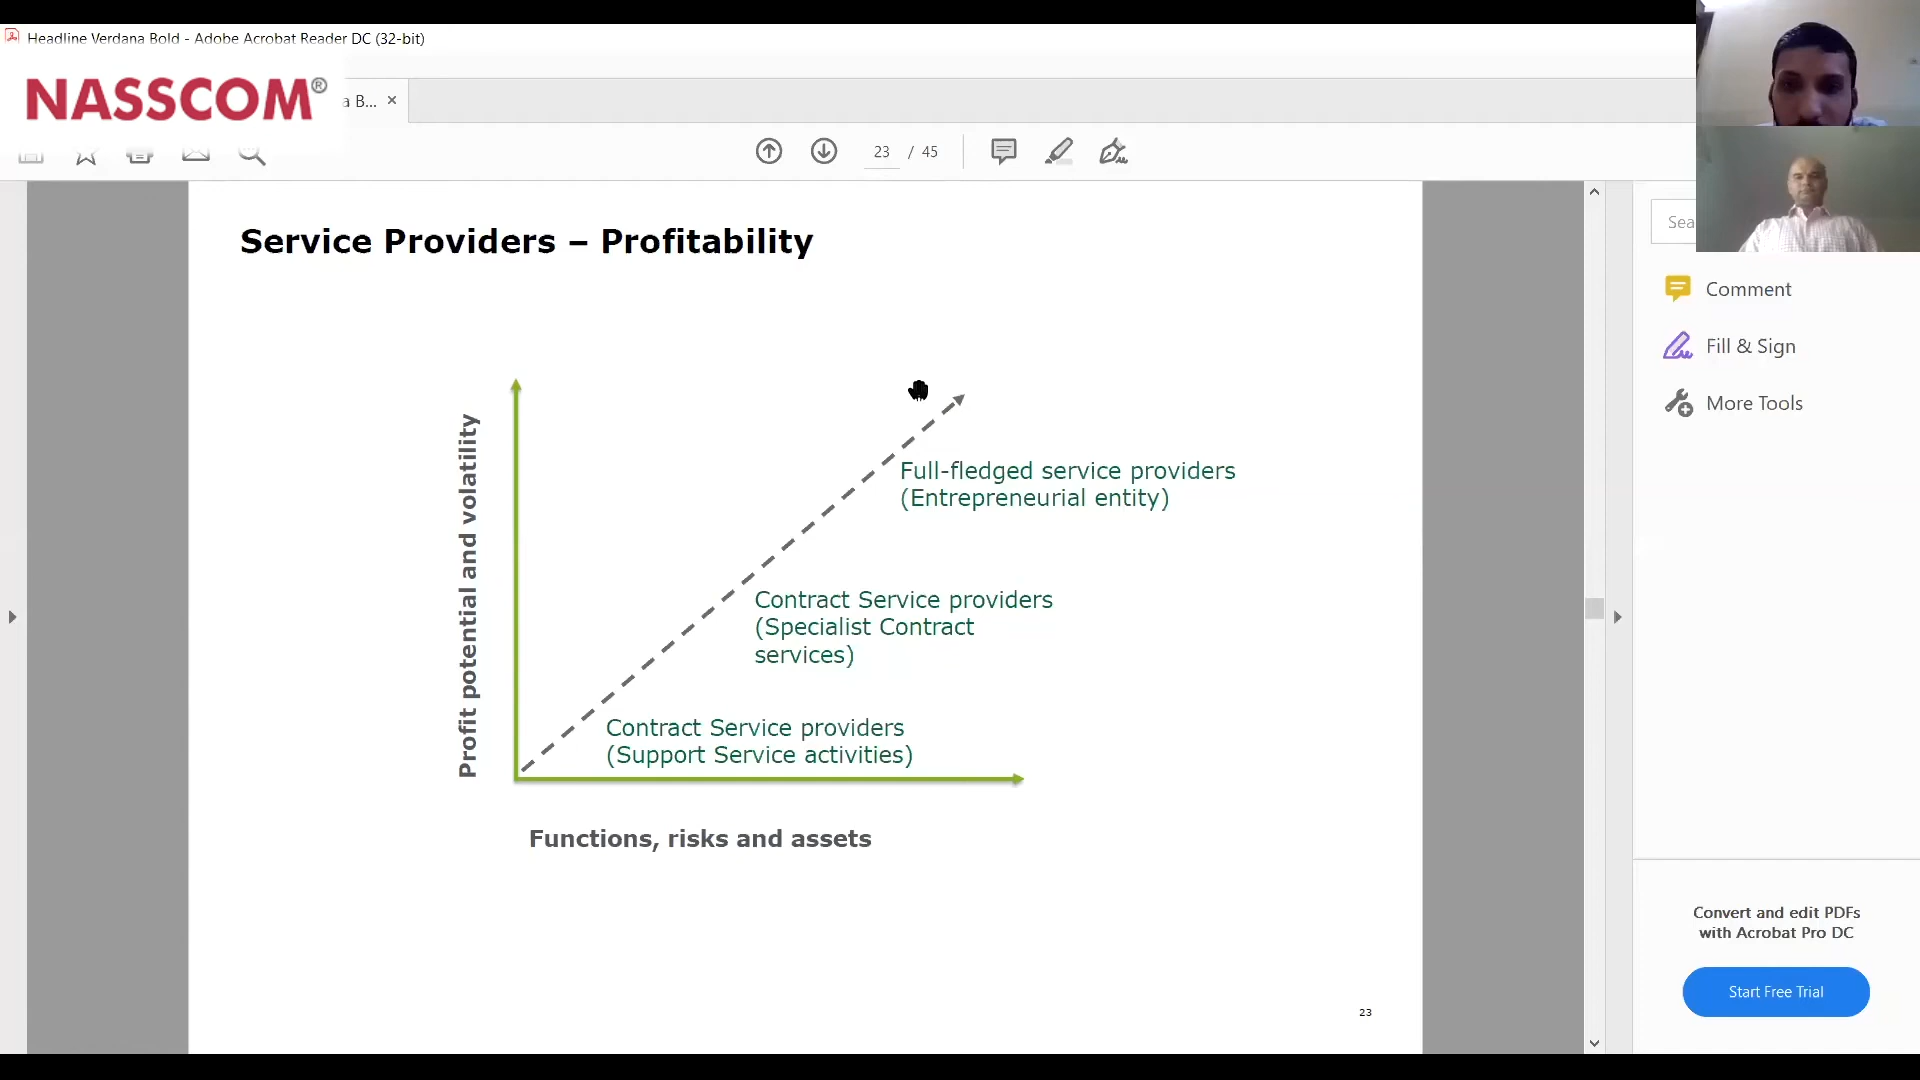 Headline Verdana Bold - Adobe Acrobat Reader DC (32-bit)
NASSCOM®
a B... ×
23 / 45
Service Providers – Profitability
Profit potential and volatility
Full-fledged service providers
(Entrepreneurial entity)
Contract Service providers
(Specialist Contract
services)
Contract Service providers
(Support Service activities)
Functions, risks and assets
23
Sea
Comment
Fill & Sign
More Tools
Convert and edit PDFs
with Acrobat Pro DC
Start Free Trial